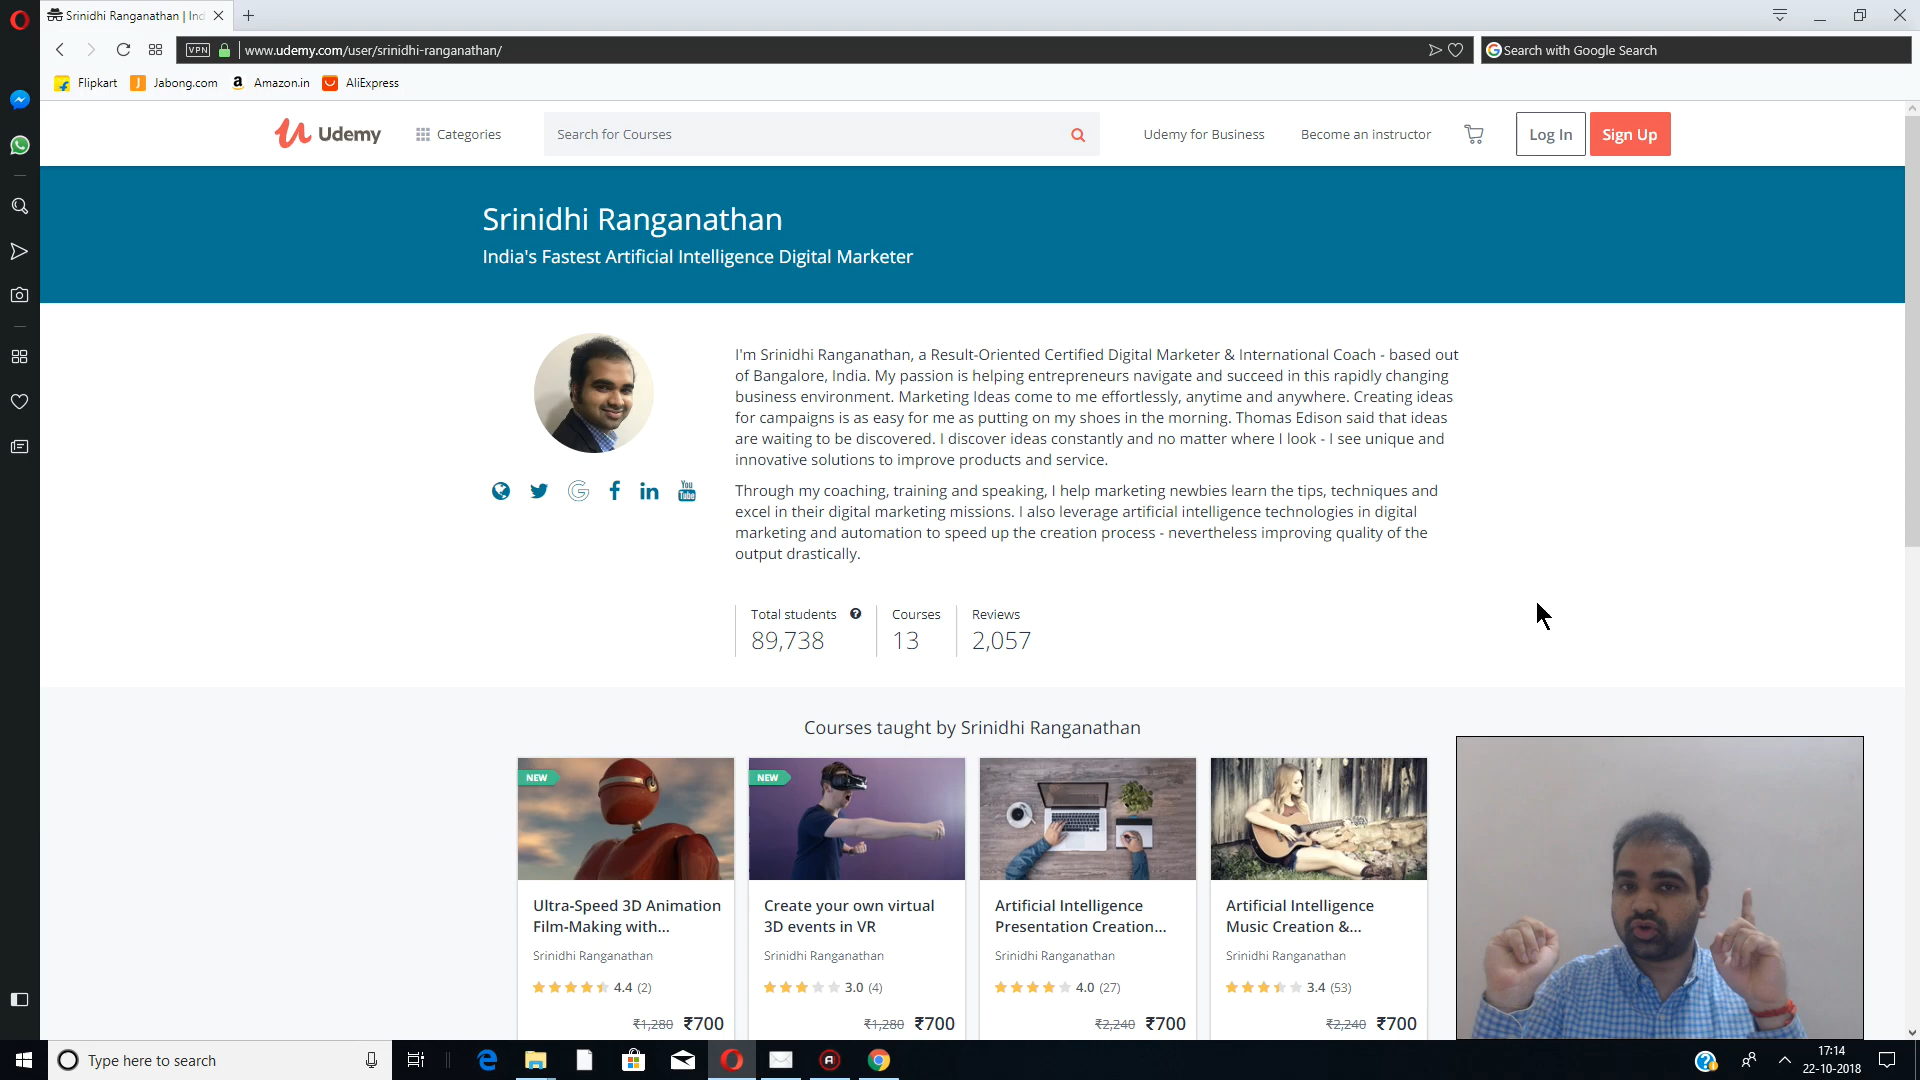 Srinidhi Ranganathan | Ind
VPN
www.udemy.com/user/srinidhi-ranganathan/
Search with Google Search
Flipkart
Jabong.com
Amazon.in
AliExpress
Udemy
Categories
Search for Courses
Udemy for Business
Become an instructor
Log In
Sign Up
Srinidhi Ranganathan
India's Fastest Artificial Intelligence Digital Marketer
I'm Srinidhi Ranganathan, a Result-Oriented Certified Digital Marketer & International Coach - based out
of Bangalore, India. My passion is helping entrepreneurs navigate and succeed in this rapidly changing
business environment. Marketing Ideas come to me effortlessly, anytime and anywhere. Creating ideas
for campaigns is as easy for me as putting on my shoes in the morning. Thomas Edison said that ideas
are waiting to be discovered. I discover ideas constantly and no matter where I look - I see unique and
innovative solutions to improve products and service.
You
Tube
Through my coaching, training and speaking, I help marketing newbies learn the tips, techniques and
excel in their digital marketing missions. I also leverage artificial intelligence technologies in digital
marketing and automation to speed up the creation process - nevertheless improving quality of the
output drastically.
Total students
89,738
Courses
13
Reviews
2,057
Courses taught by Srinidhi Ranganathan
NEW
Ultra-Speed 3D Animation
Film-Making with...
Srinidhi Ranganathan
4.4 (2)
₹1,280 ₹700
NEW
Create your own virtual
3D events in VR
Srinidhi Ranganathan
3.0 (4)
₹1,280 ₹700
Artificial Intelligence
Presentation Creation...
Srinidhi Ranganathan
4.0 (27)
₹2,240 ₹700
Artificial Intelligence
Music Creation &...
Srinidhi Ranganathan
3.4 (53)
₹2,240 ₹700
Type here to search
17:14
22-10-2018